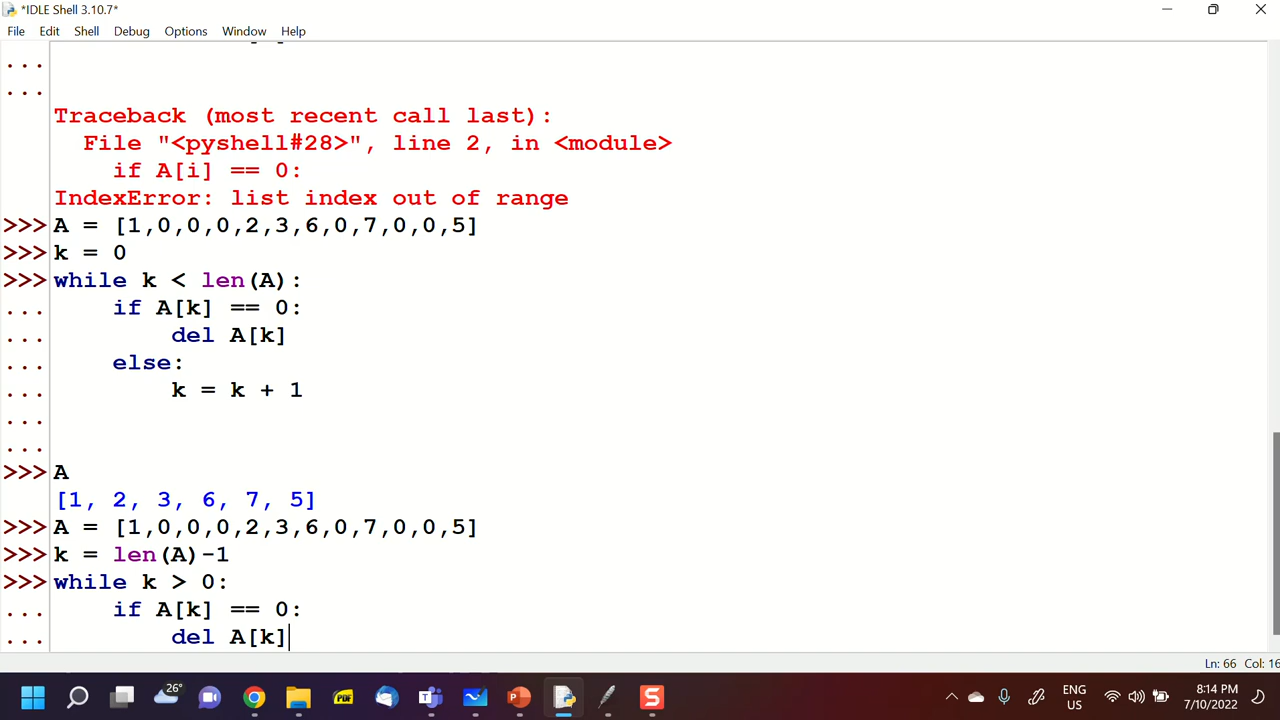 *IDLE Shell 3.10.7*
File Edit Shell Debug Options Window Help
...
...
Traceback (most recent call last):
File "<pyshell#28>", line 2, in <module>
if A[i] == 0:
IndexError: list index out of range
>>> A = [1,0,0,0,2,3,6,0,7,0,0,5]
>>> k = 0
>>> while k < len(A):
... if A[k] == 0:
... del A[k]
... else:
... k = k + 1
...
...
>>> A
[1, 2, 3, 6, 7, 5]
>>> A = [1,0,0,0,2,3,6,0,7,0,0,5]
>>> k = len(A)-1
>>> while k > 0:
... if A[k] == 0:
... del A[k]
Ln: 66 Col: 16
26°
PDF
ENG
US
8:14 PM
7/10/2022